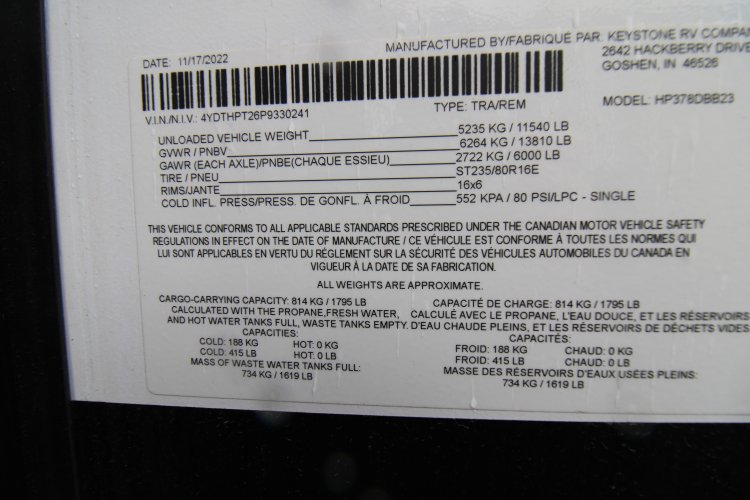 MANUFACTURED BY/FABRIQUÉ PAR. KEYSTONE RV
2642 HACKBERRY DRIVE
GOSHEN, IN 46526
DATE: 11/17/2022
V.I.N./N.I.V.: 4YDTHPT26P9330241 TYPE: TRA/REM MODEL: HP378DBB23
UNLOADED VEHICLE WEIGHT 5235 KG / 11540 LB
GVWR / PNBV 6264 KG / 13810 LB
GAWR (EACH AXLE)/PNBE(CHAQUE ESSIEU) 2722 KG / 6000 LB
TIRE / PNEU ST235/80R16E
RIMS/JANTE 16x6
COLD INFL. PRESS/PRESS. DE GONFL. À FROID 552 KPA / 80 PSI/LPC - SINGLE
THIS VEHICLE CONFORMS TO ALL APPLICABLE STANDARDS PRESCRIBED UNDER THE CANADIAN MOTOR VEHICLE SAFETY
REGULATIONS IN EFFECT ON THE DATE OF MANUFACTURE / CE VÉHICULE EST CONFORME À TOUTES LES NORMES QUI
LUI SONT APPLICABLES EN VERTU DU RÉGLEMENT SUR LA SÉCURITÉ DES VÉHICULES AUTOMOBILES DU CANADA EN
VIGUEUR À LA DATE DE SA FABRICATION.
ALL WEIGHTS ARE APPROXIMATE.
CARGO-CARRYING CAPACITY: 814 KG / 1795 LB CAPACITÉ DE CHARGE: 814 KG / 1795 LB
CALCULATED WITH THE PROPANE,FRESH WATER, CALCULÉ AVEC LE PROPANE, L'EAU DOUCE, ET LES RÉSERVOIRS
AND HOT WATER TANKS FULL, WASTE TANKS EMPTY. D'EAU CHAUDE PLEINS, ET LES RÉSERVOIRS DE DÉCHETS VIDES
CAPACITIES: CAPACITÉS:
COLD: 188 KG HOT: 0 KG FROID: 188 KG CHAUD: 0 KG
COLD: 415 LB HOT: 0 LB FROID: 415 LB CHAUD: 0 LB
MASS OF WASTE WATER TANKS FULL: MASSE DES RÉSERVOIRS D'EAUX USÉES PLEINS:
734 KG / 1619 LB 734 KG / 1619 LB